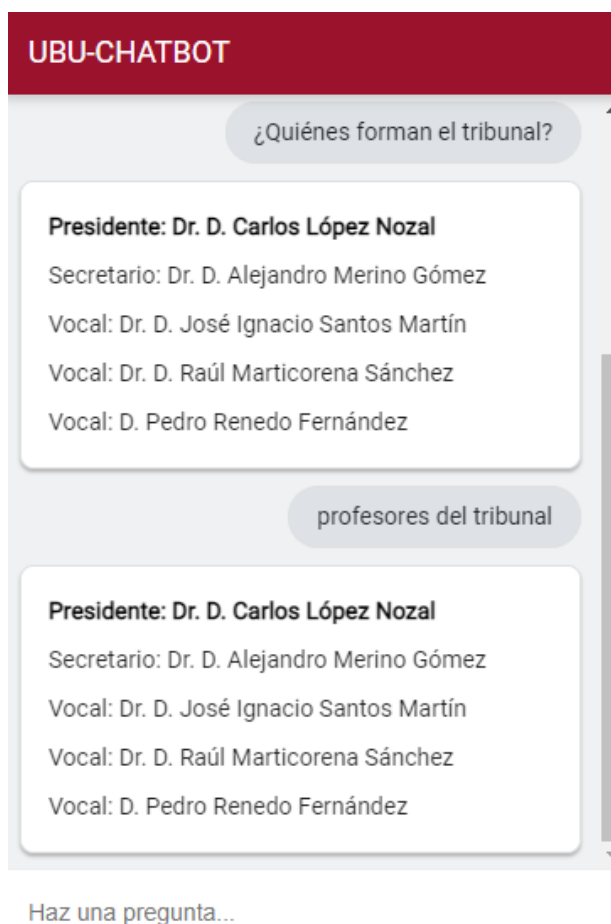 UBU-CHATBOT
¿Quiénes forman el tribunal?
Presidente: Dr. D. Carlos López Nozal
Secretario: Dr. D. Alejandro Merino Gómez
Vocal: Dr. D. José Ignacio Santos Martín
Vocal: Dr. D. Raúl Marticorena Sánchez
Vocal: D. Pedro Renedo Fernández
profesores del tribunal
Presidente: Dr. D. Carlos López Nozal
Secretario: Dr. D. Alejandro Merino Gómez
Vocal: Dr. D. José Ignacio Santos Martín
Vocal: Dr. D. Raúl Marticorena Sánchez
Vocal: D. Pedro Renedo Fernández
Haz una pregunta...